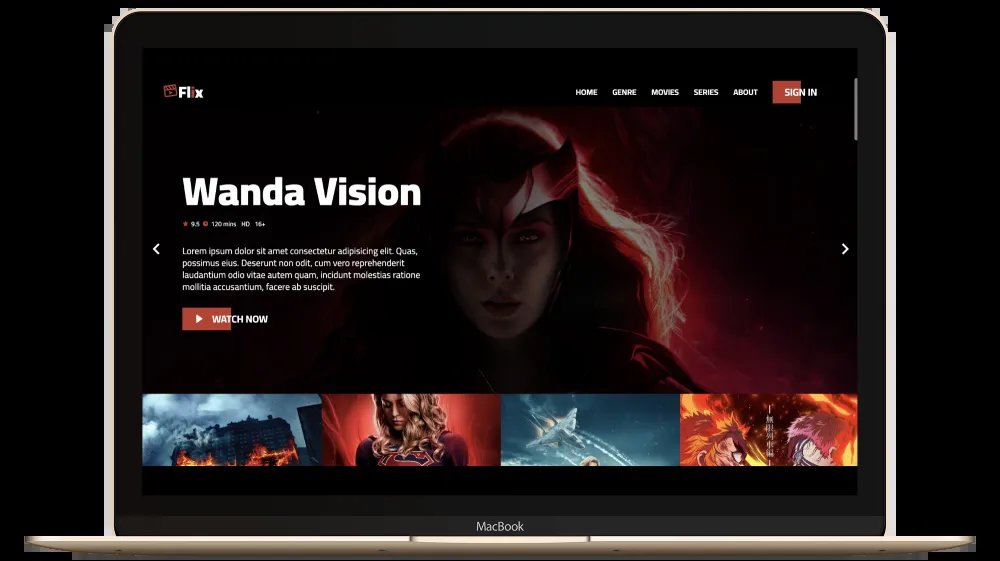 Flix
HOME GENRE MOVIES SERIES ABOUT SIGN IN
Wanda Vision
9.5 120 mins HD 16+
Lorem ipsum dolor sit amet consectetur adipisicing elit. Quas,
possimus eius. Deserunt non odit, cum vero reprehenderit
laudantium odio vitae autem quam, incidunt molestias ratione
mollitia accusantium, facere ab suscipit.
WATCH NOW
MacBook